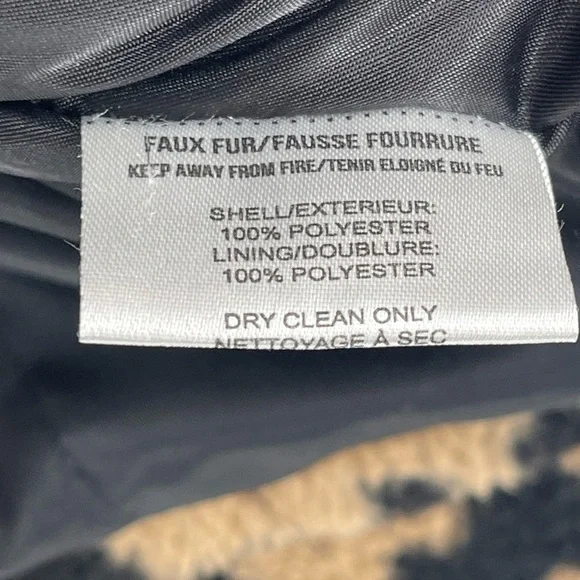 FAUX FUR/FAUSSE FOURRURE
KEEP AWAY FROM FIRE/TENIR ELOIGNÉ DU FEU
SHELL/EXTERIEUR:
100% POLYESTER
LINING/DOUBLURE:
100% POLYESTER
DRY CLEAN ONLY
NETTOYAGE À SEC